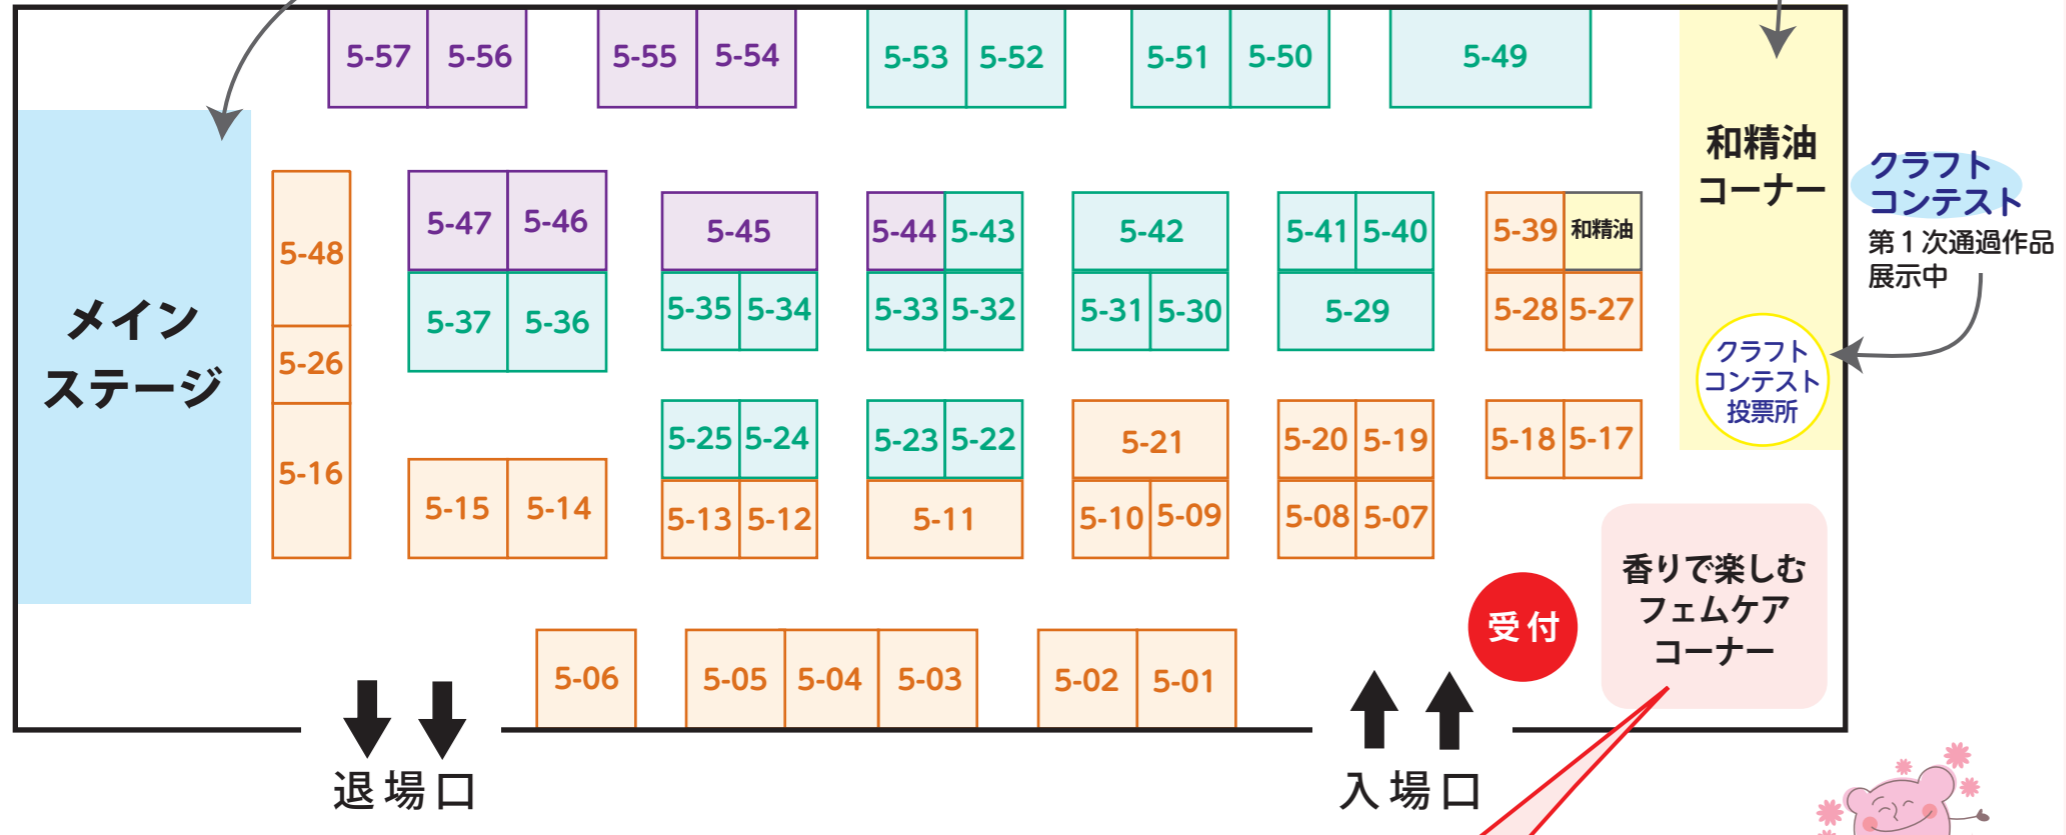 5-57 5-56 5-55 5-54 5-53 5-52 5-51 5-50 5-49
和精油
コーナー
クラフト
コンテスト
第1次通過作品
展示中
メイン
ステージ
5-48
5-26
5-16
5-47 5-46 5-45 5-44 5-43 5-42 5-41 5-40 5-39 和精油
5-37 5-36 5-35 5-34 5-33 5-32 5-31 5-30 5-29 5-28 5-27
クラフト
コンテスト
投票所
5-25 5-24 5-23 5-22 5-21 5-20 5-19 5-18 5-17
5-15 5-14 5-13 5-12 5-11 5-10 5-09 5-08 5-07
香りで楽しむ
フェムケア
コーナー
受付
5-06 5-05 5-04 5-03 5-02 5-01
退場口
入場口